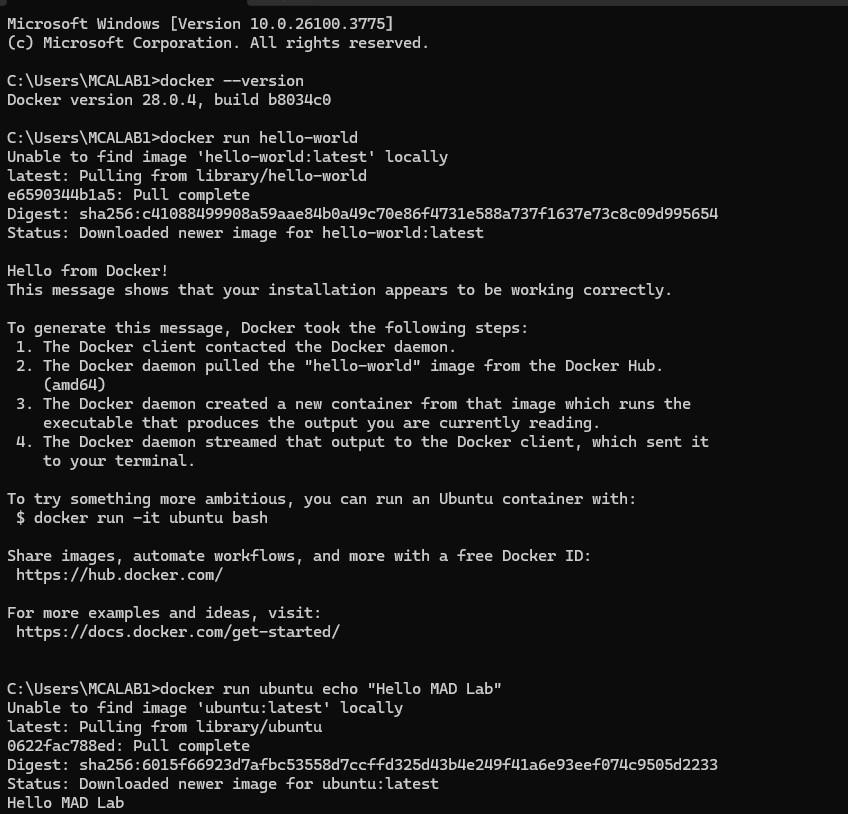 Microsoft Windows [Version 10.0.26100.3775]
(c) Microsoft Corporation. All rights reserved.
C:\Users\MCALAB1>docker --version
Docker version 28.0.4, build b8034c0
C:\Users\MCALAB1>docker run hello-world
Unable to find image 'hello-world:latest' locally
latest: Pulling from library/hello-world
e6590344b1a5: Pull complete
Digest: sha256:c41088499908a59aae84b0a49c70e86f4731e588a737f1637e73c8c09d995654
Status: Downloaded newer image for hello-world:latest
Hello from Docker!
This message shows that your installation appears to be working correctly.
To generate this message, Docker took the following steps:
1. The Docker client contacted the Docker daemon.
2. The Docker daemon pulled the "hello-world" image from the Docker Hub.
(amd64)
3. The Docker daemon created a new container from that image which runs the
executable that produces the output you are currently reading.
4. The Docker daemon streamed that output to the Docker client, which sent it
to your terminal.
To try something more ambitious, you can run an Ubuntu container with:
$ docker run -it ubuntu bash
Share images, automate workflows, and more with a free Docker ID:
https://hub.docker.com/
For more examples and ideas, visit:
https://docs.docker.com/get-started/
C:\Users\MCALAB1>docker run ubuntu echo "Hello MAD Lab"
Unable to find image 'ubuntu:latest' locally
latest: Pulling from library/ubuntu
0622fac788ed: Pull complete
Digest: sha256:6015f66923d7afbc53558d7ccffd325d43b4e249f41a6e93eef074c9505d2233
Status: Downloaded newer image for ubuntu:latest
Hello MAD Lab